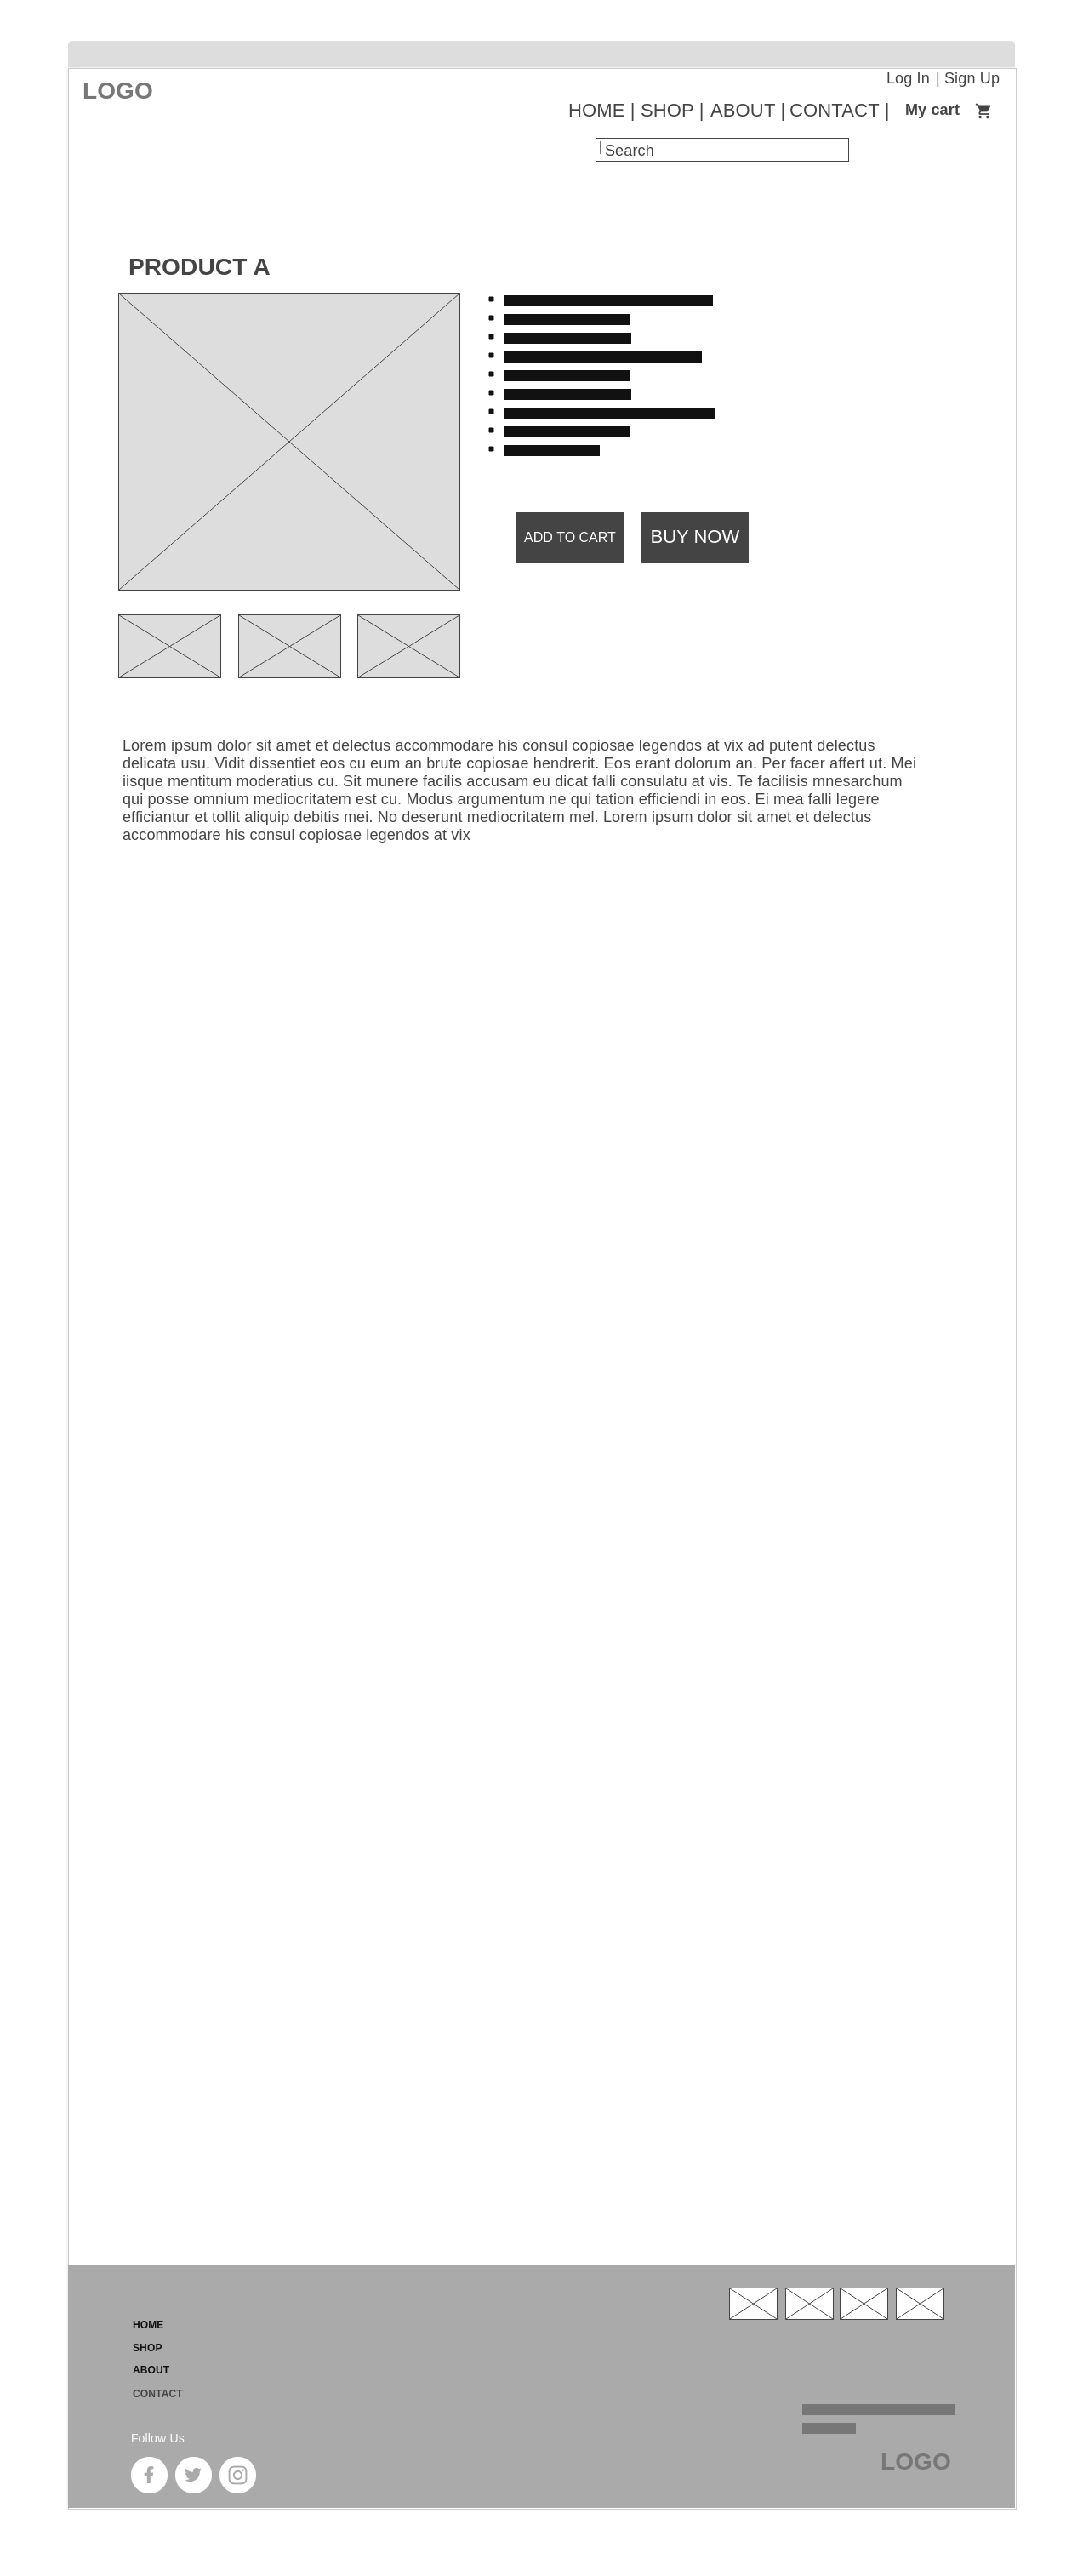 LOGO
Log In | Sign Up
HOME | SHOP | ABOUT | CONTACT | My cart
Search
PRODUCT A
ADD TO CART BUY NOW
Lorem ipsum dolor sit amet et delectus accommodare his consul copiosae legendos at vix ad putent delectus
delicata usu. Vidit dissentiet eos cu eum an brute copiosae hendrerit. Eos erant dolorum an. Per facer affert ut. Mei
iisque mentitum moderatius cu. Sit munere facilis accusam eu dicat falli consulatu at vis. Te facilisis mnesarchum
qui posse omnium mediocritatem est cu. Modus argumentum ne qui tation efficiendi in eos. Ei mea falli legere
efficiantur et tollit aliquip debitis mei. No deserunt mediocritatem mel. Lorem ipsum dolor sit amet et delectus
accommodare his consul copiosae legendos at vix
HOME
SHOP
ABOUT
CONTACT
Follow Us
LOGO